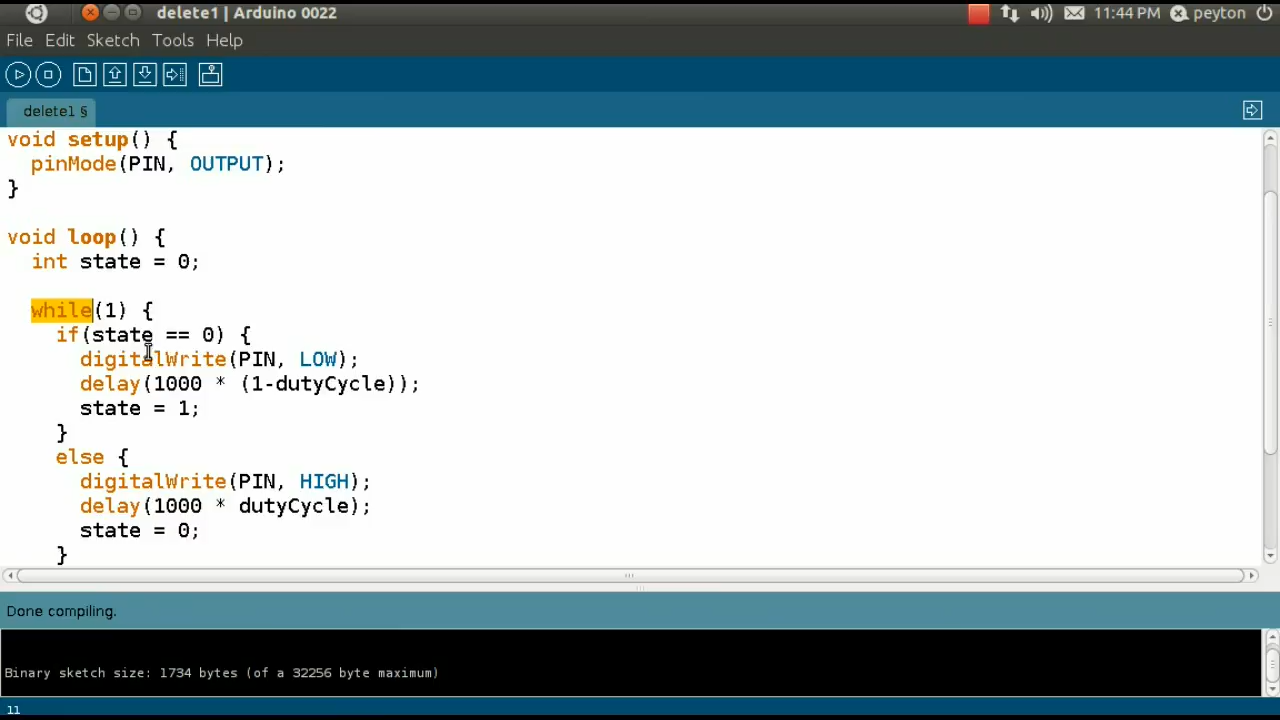 delete1 | Arduino 0022
11:44 PM peyton
File Edit Sketch Tools Help
delete1 §
void setup() {
  pinMode(PIN, OUTPUT);
}
void loop() {
  int state = 0;
  while(1) {
    if(state == 0) {
      digitalWrite(PIN, LOW);
      delay(1000 * (1-dutyCycle));
      state = 1;
    }
    else {
      digitalWrite(PIN, HIGH);
      delay(1000 * dutyCycle);
      state = 0;
    }
Done compiling.
Binary sketch size: 1734 bytes (of a 32256 byte maximum)
11